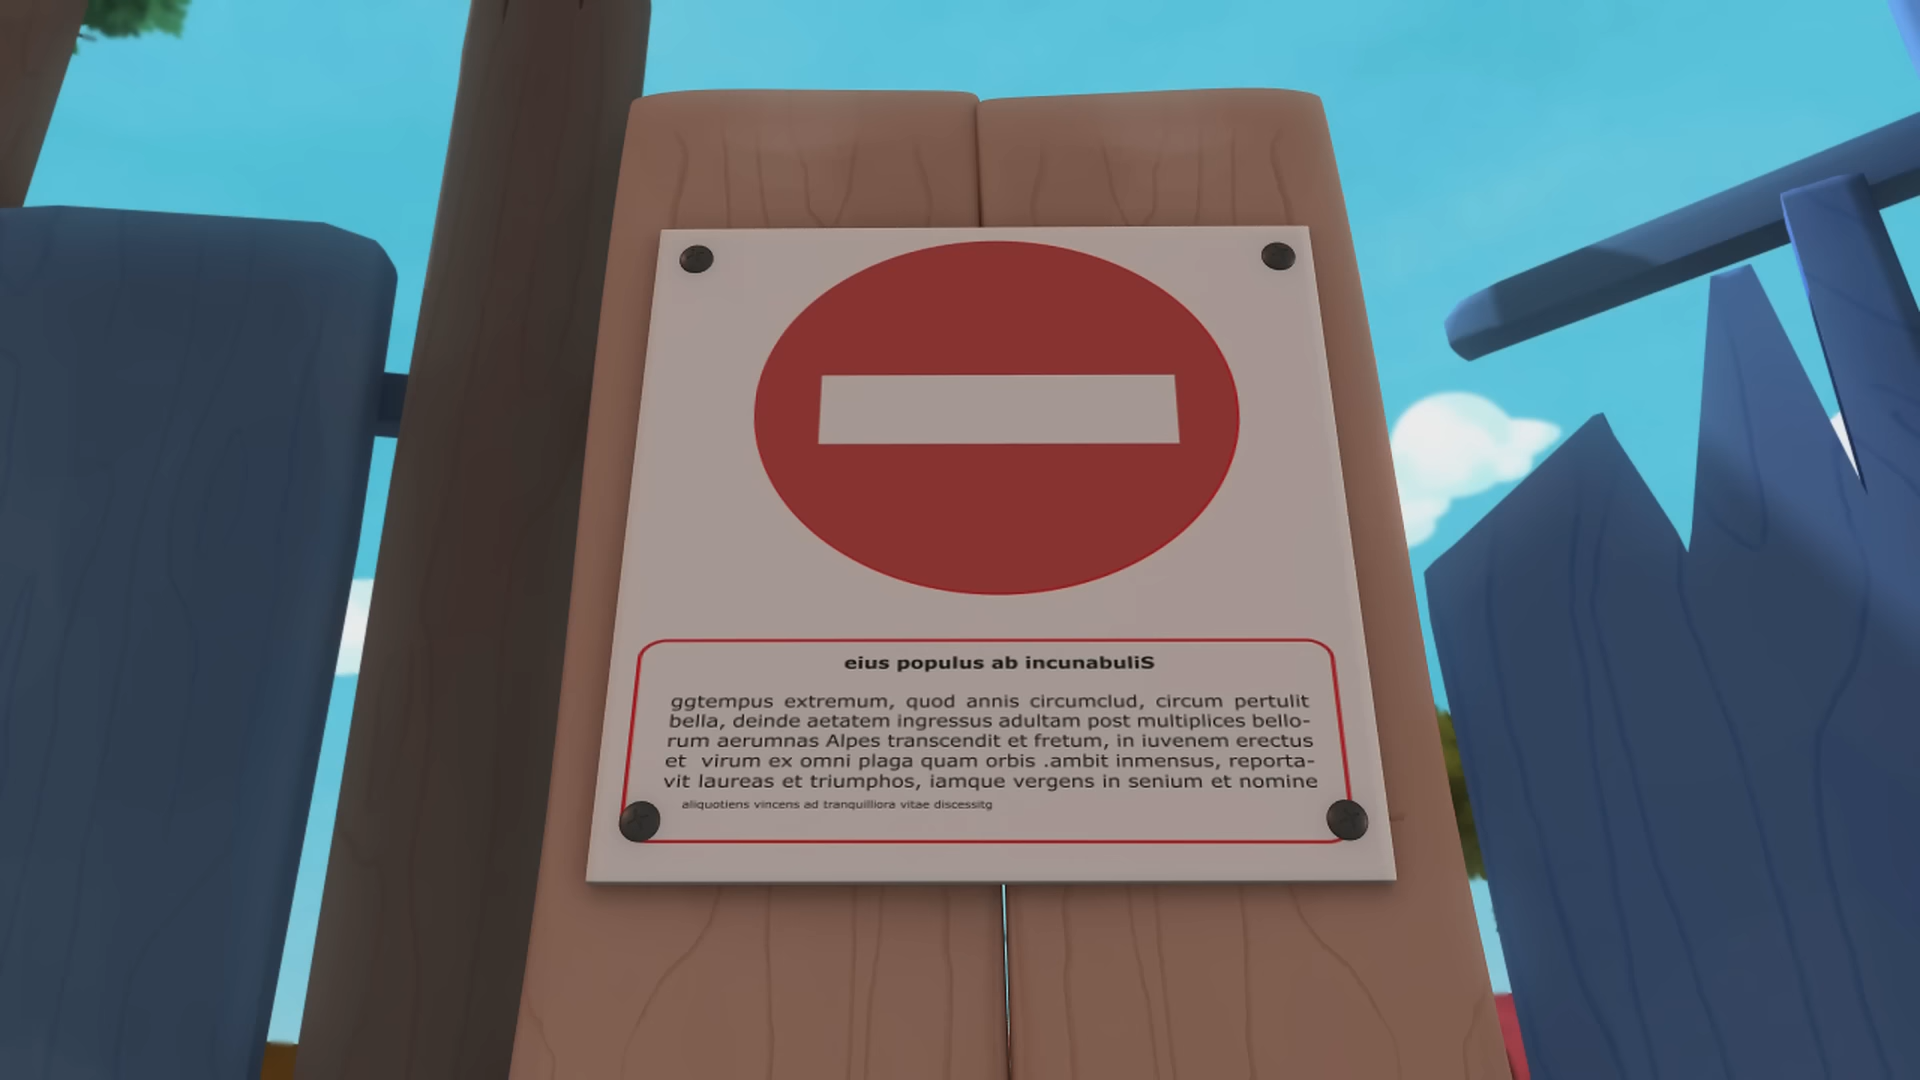 eius populus ab incunabuliS
ggtempus extremum, quod annis circumclud, circum pertulit
bella, deinde aetatem ingressus adultam post multiplices bello-
rum aerumnas Alpes transcendit et fretum, in iuvenem erectus
et virum ex omni plaga quam orbis .ambit inmensus, reporta-
vit laureas et triumphos, iamque vergens in senium et nomine
aliquotiens vincens ad tranquilliora vitae discessitg